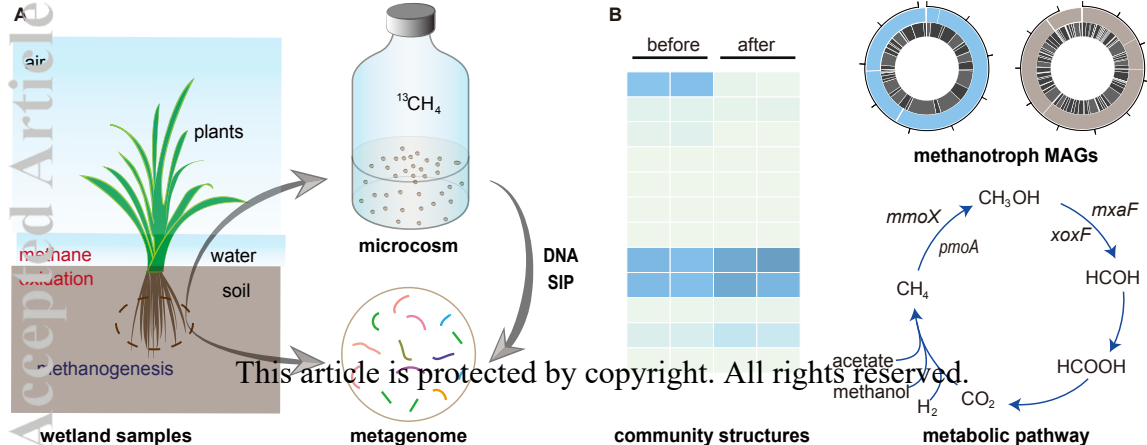 Accepted Article
A
air
plants
methane
oxidation
water
soil
methanogenesis
wetland samples
¹³CH₄
microcosm
DNA
SIP
metagenome
B
before
after
community structures
methanotroph MAGs
CH₃OH
mmoX
pmoA
mxaF
xoxF
CH₄
HCOH
HCOOH
CO₂
acetate
methanol
H₂
metabolic pathway
This article is protected by copyright. All rights reserved.